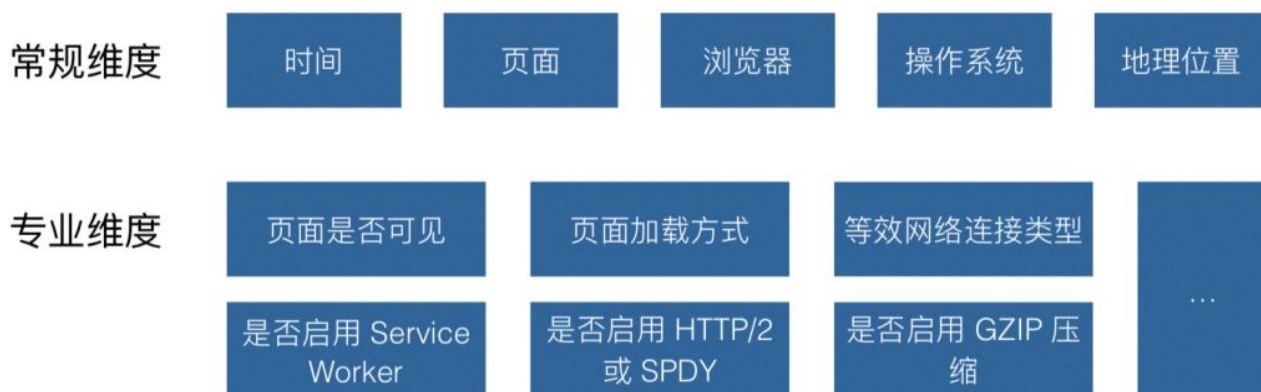 常规维度
时间
页面
浏览器
操作系统
地理位置
专业维度
页面是否可见
页面加载方式
等效网络连接类型
...
是否启用 Service
Worker
是否启用 HTTP/2
或 SPDY
是否启用 GZIP 压
缩